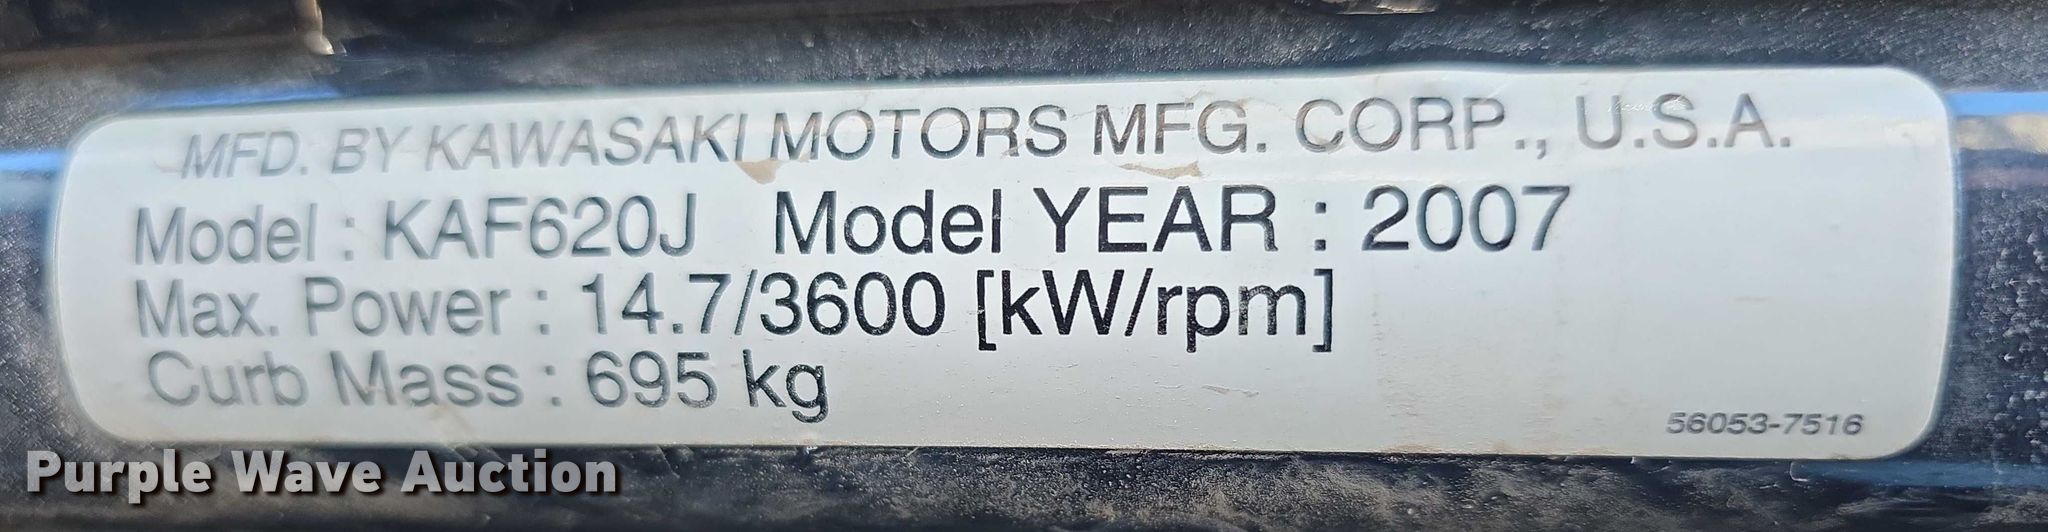 MFD. BY KAWASAKI MOTORS MFG. CORP., U.S.A.
Model : KAF620J Model YEAR : 2007
Max. Power : 14.7/3600 [kW/rpm]
Curb Mass : 695 kg
56053-7516
Purple Wave Auction